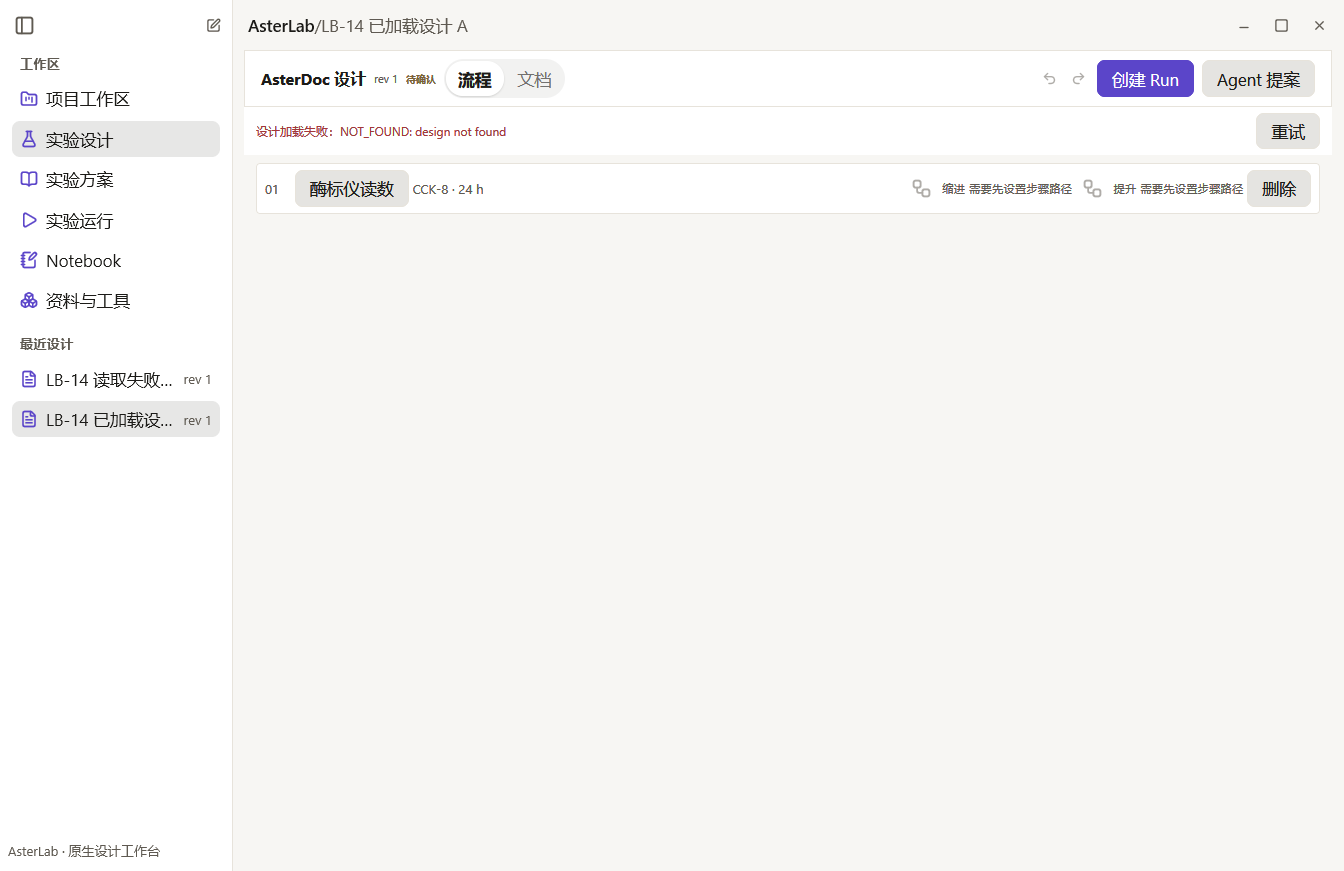 AsterLab/LB-14 已加载设计 A
工作区
项目工作区
实验设计
实验方案
实验运行
Notebook
资料与工具
最近设计
LB-14 读取失败... rev 1
LB-14 已加载设... rev 1
AsterLab · 原生设计工作台
AsterDoc 设计 rev 1 待确认 流程 文档 创建 Run Agent 提案
设计加载失败：NOT_FOUND: design not found 重试
01 酶标仪读数 CCK-8 · 24 h 缩进 需要先设置步骤路径 提升 需要先设置步骤路径 删除